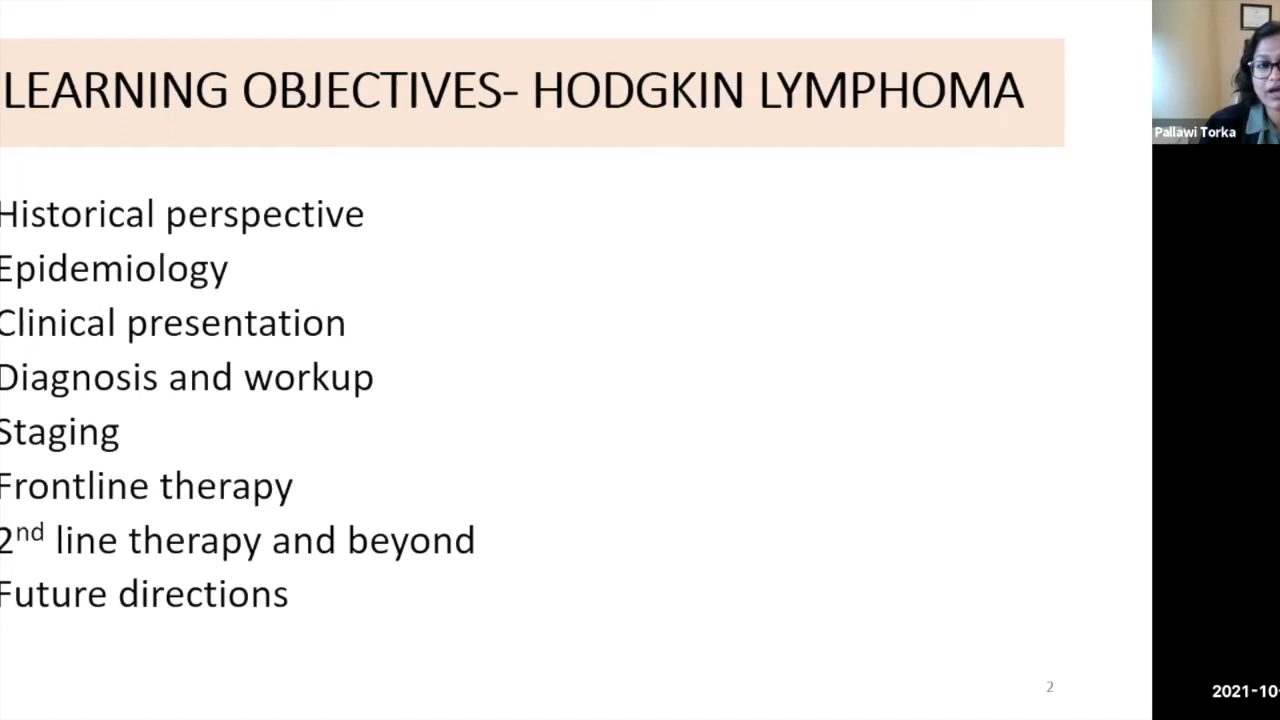 LEARNING OBJECTIVES- HODGKIN LYMPHOMA
Historical perspective
Epidemiology
Clinical presentation
Diagnosis and workup
Staging
Frontline therapy
2nd line therapy and beyond
Future directions
2
Pallawi Torka
2021-10-